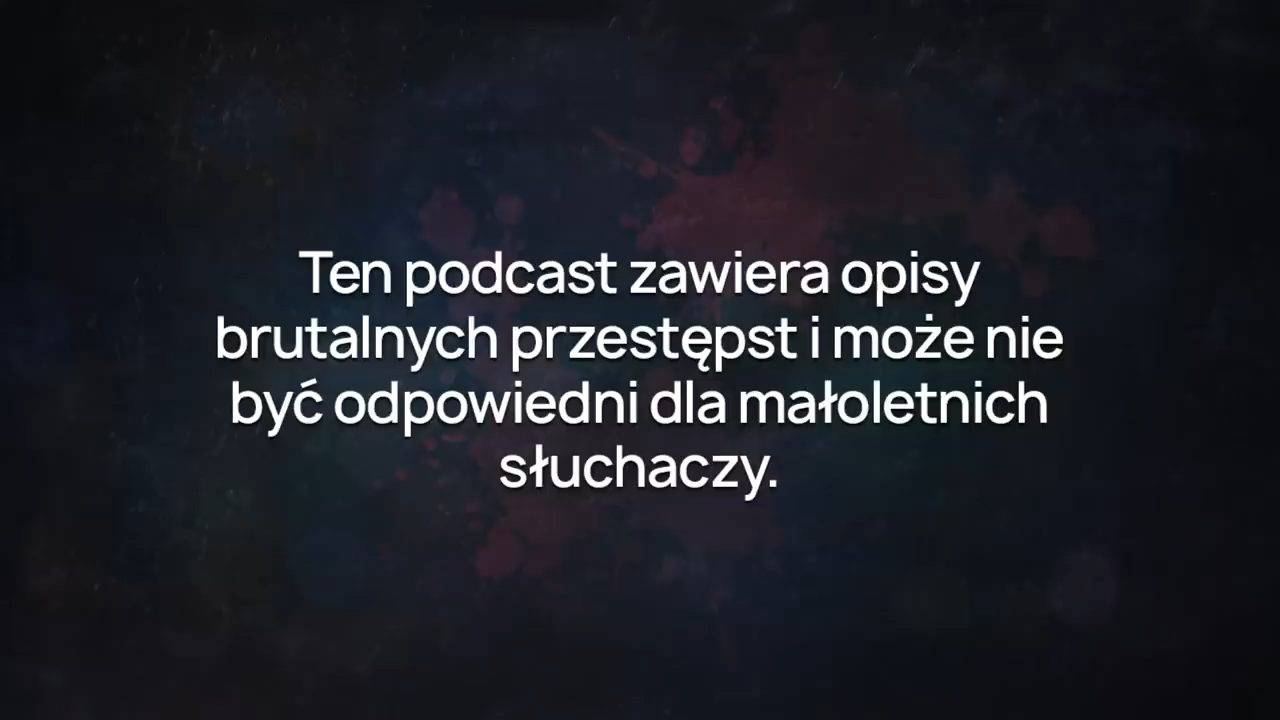 Ten podcast zawiera opisy
brutalnych przestępst i może nie
być odpowiedni dla małoletnich
słuchaczy.